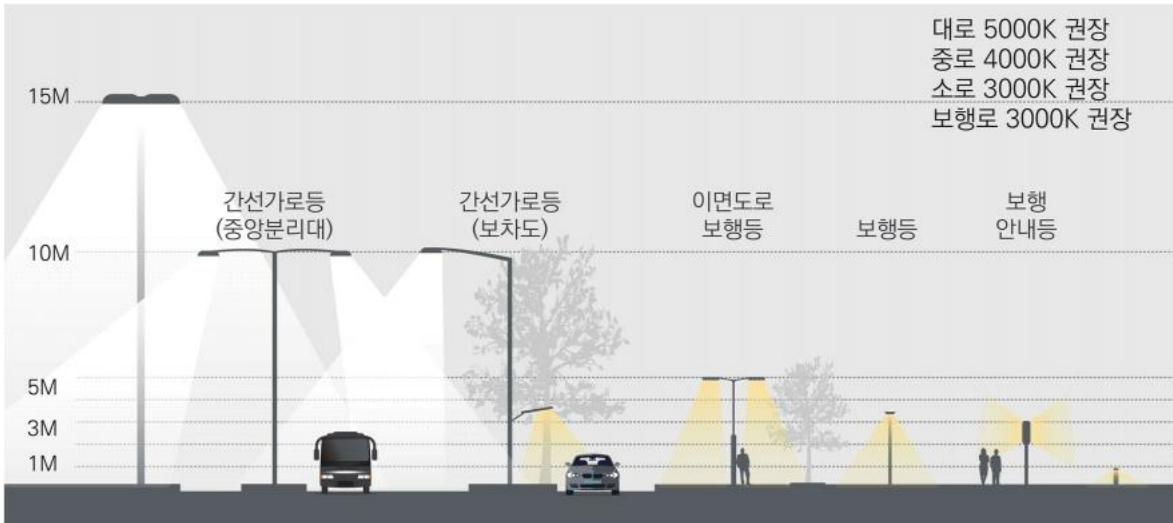 대로 5000K 권장
중로 4000K 권장
소로 3000K 권장
보행로 3000K 권장
15M
간선가로등
(중앙분리대)
간선가로등
(보차도)
이면도로
보행등
보행등
보행
안내등
10M
5M
3M
1M